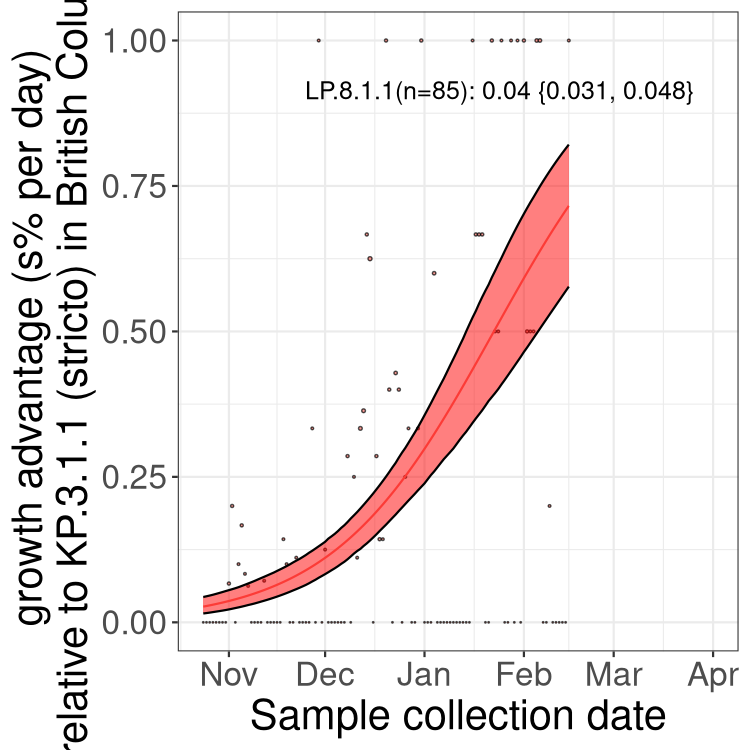 growth advantage (s% per day)
relative to KP.3.1.1 (stricto) in British Colu
1.00
0.75
0.50
0.25
0.00
LP.8.1.1(n=85): 0.04 {0.031, 0.048}
Nov Dec Jan Feb Mar Apr
Sample collection date